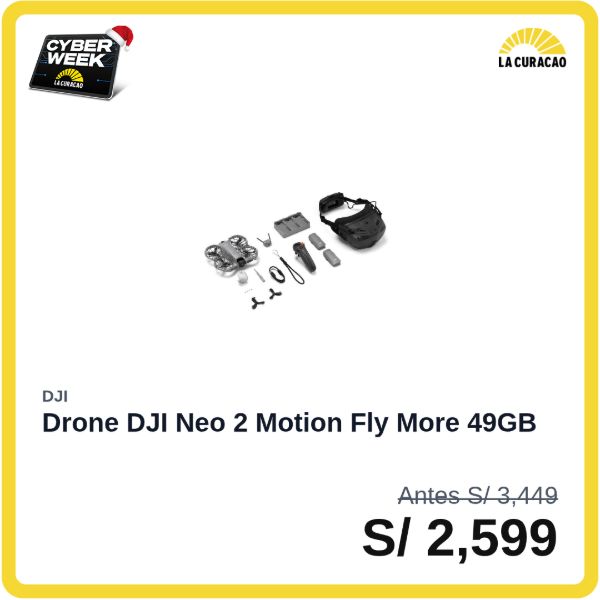 CYBER
WEEK
LA CURACAO
LA CURACAO
DJI
Drone DJI Neo 2 Motion Fly More 49GB
Antes S/ 3,449
S/ 2,599